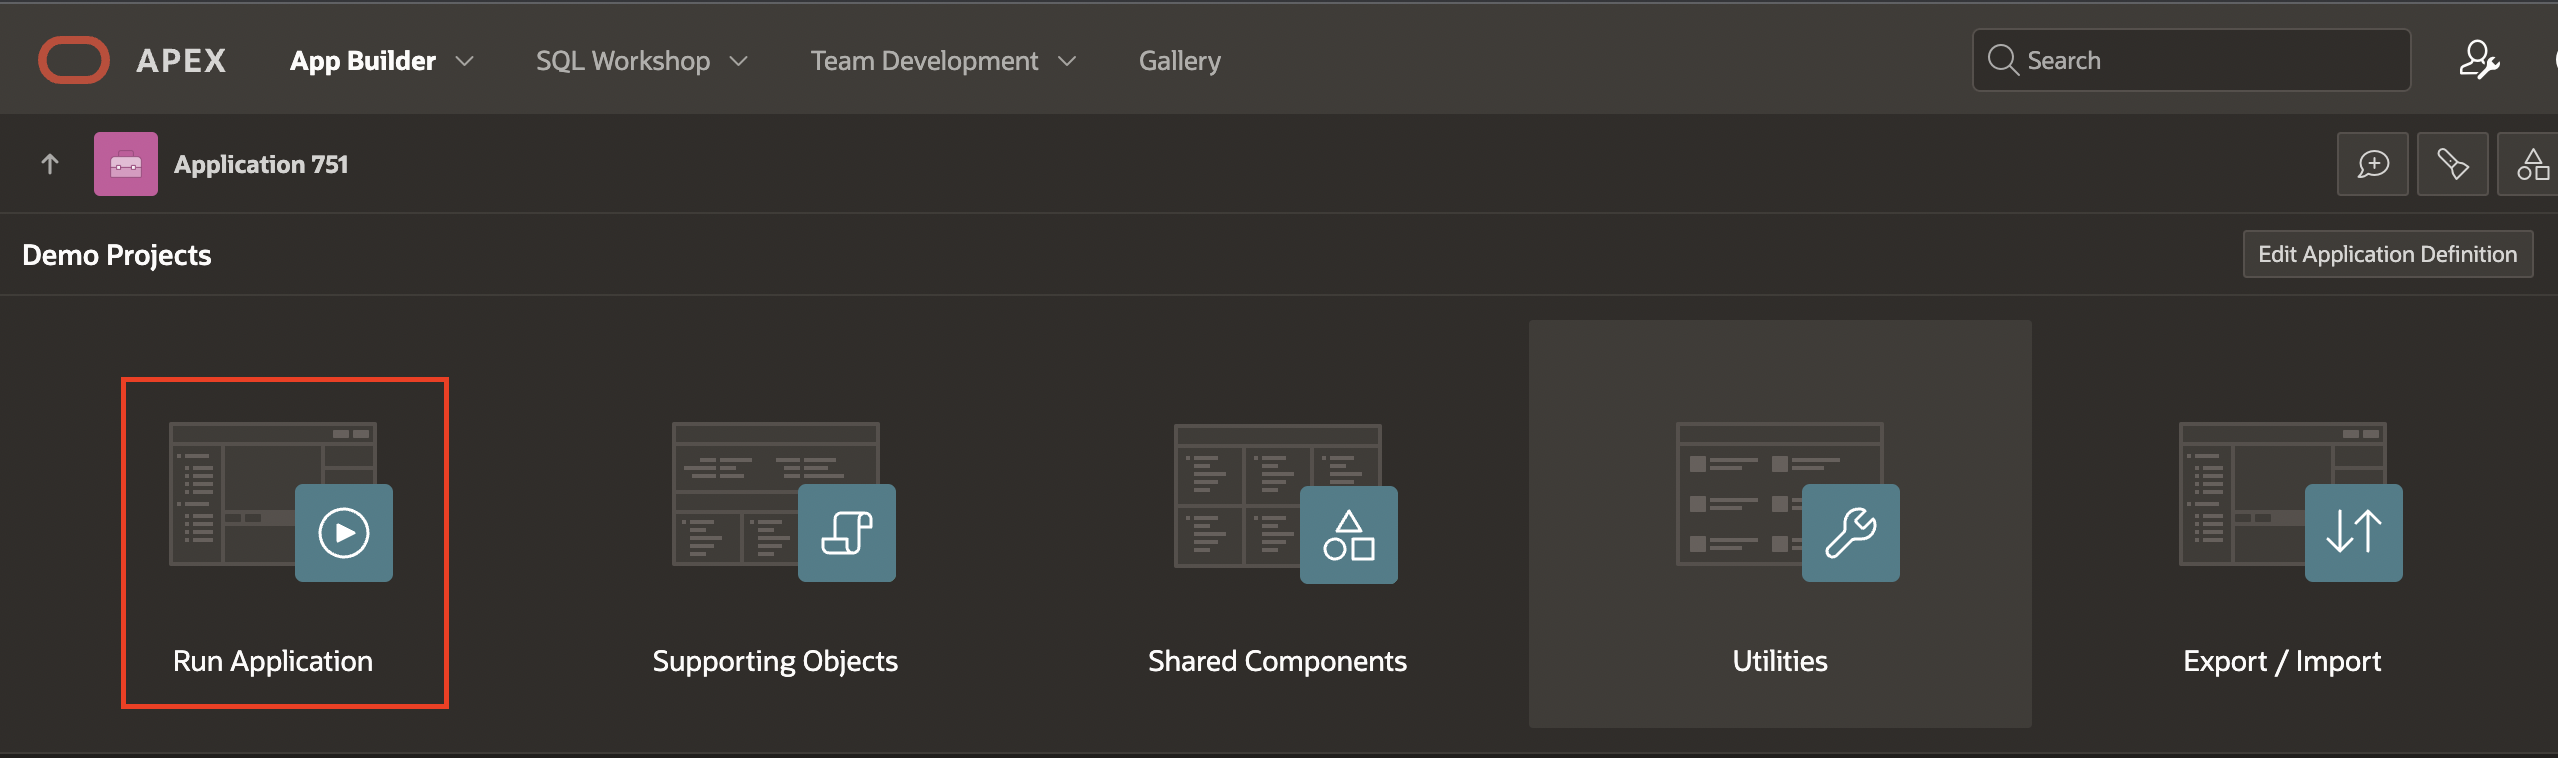 APEX App Builder SQL Workshop Team Development Gallery Search
Application 751
Demo Projects Edit Application Definition
Run Application Supporting Objects Shared Components Utilities Export / Import